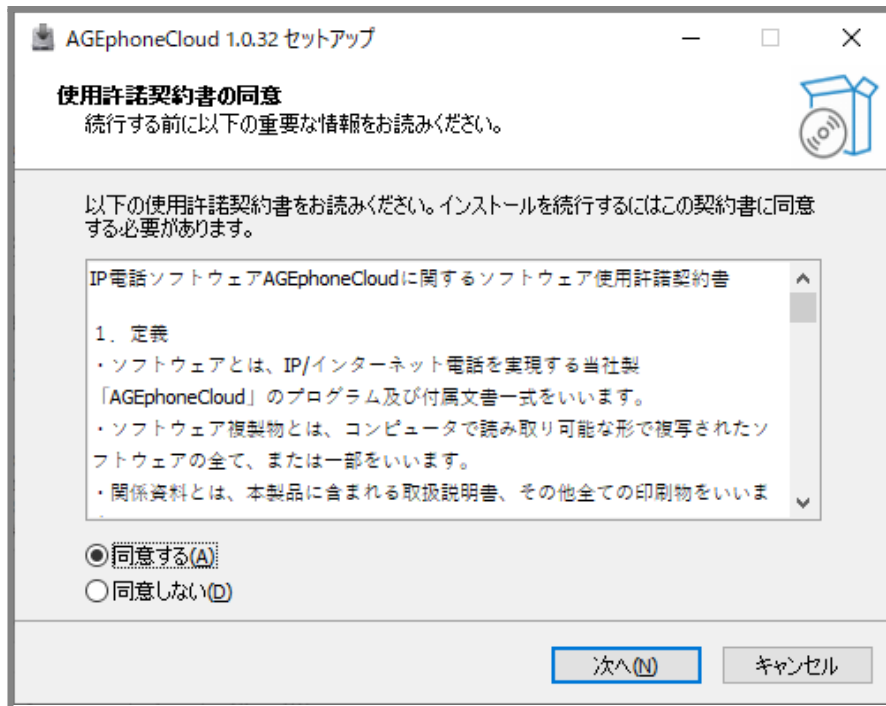 AGEphoneCloud 1.0.32 セットアップ
使用許諾契約書の同意
続行する前に以下の重要な情報をお読みください。
以下の使用許諾契約書をお読みください。インストールを続行するにはこの契約書に同意
する必要があります。
IP電話ソフトウェアAGEphoneCloudに関するソフトウェア使用許諾契約書
1．定義
・ソフトウェアとは、IP/インターネット電話を実現する当社製
「AGEphoneCloud」のプログラム及び付属文書一式をいいます。
・ソフトウェア複製物とは、コンピュータで読み取り可能な形で複写されたソ
フトウェアの全て、または一部をいいます。
・関係資料とは、本製品に含まれる取扱説明書、その他全ての印刷物をいいま
同意する(A)
同意しない(D)
次へ(N)
キャンセル